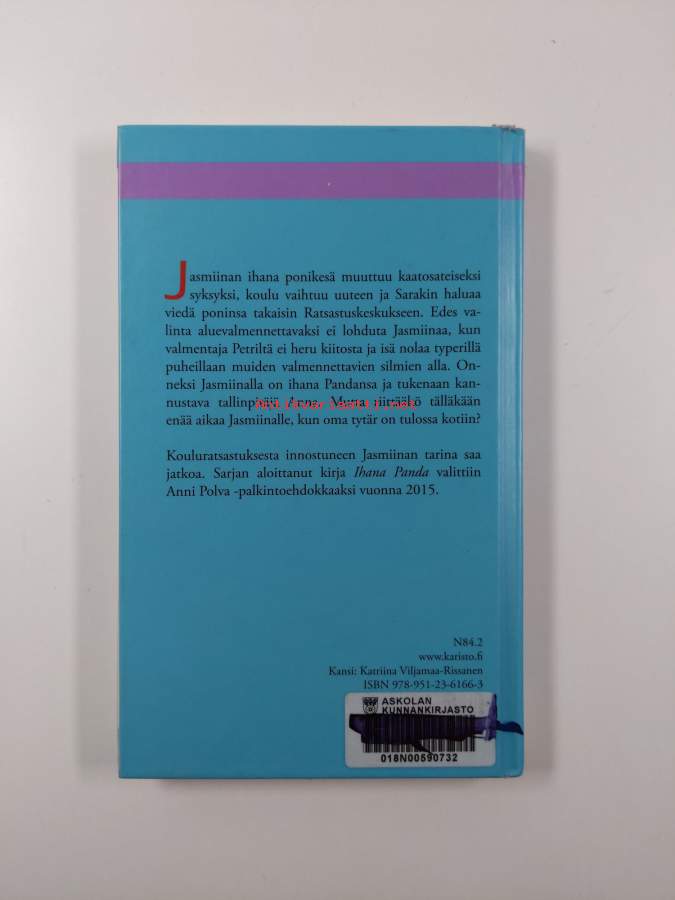 Jasmiinan ihana ponikesä muuttuu kaatosateiseksi
syksyksi, koulu vaihtuu uuteen ja Sarakin haluaa
viedä poninsa takaisin Ratsastuskeskukseen. Edes va-
linta aluevalmennettavaksi ei lohduta Jasmiinaa, kun
valmentaja Petriltä ei heru kiitosta ja isä nolaa typerillä
puheillaan muiden valmennettavien silmien alla. On-
neksi Jasmiinalla on ihana Pandansa ja tukenaan kan-
nustava tallinpitäjä Anne. Mutta riittääkö tälläkään
enää aikaa Jasmiinalle, kun oma tytär on tulossa kotiin?
Kouluratsastuksesta innostuneen Jasmiinan tarina saa
jatkoa. Sarjan aloittanut kirja Ihana Panda valittiin
Anni Polva -palkintoehdokkaaksi vuonna 2015.
N84.2
www.karisto.fi
Kansi: Katriina Viljamaa-Rissanen
ISBN 978-951-23-6166-3
ASKOLAN
KUNNANKIRJASTO
018N00590732